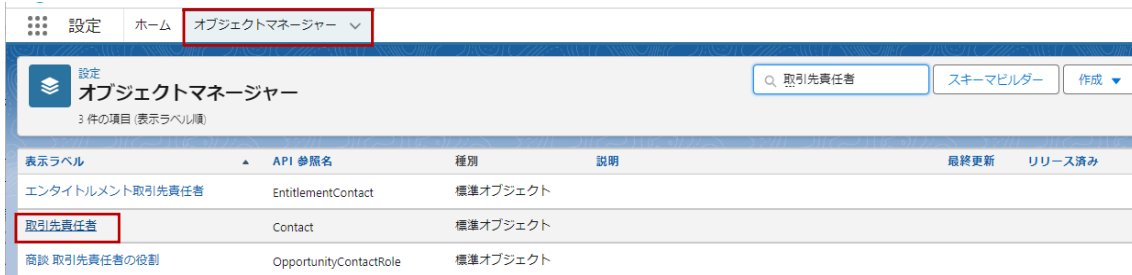 設定 ホーム オブジェクトマネージャー
設定
オブジェクトマネージャー
3 件の項目 (表示ラベル順)
取引先責任者 スキーマビルダー 作成
表示ラベル API 参照名 種別 説明 最終更新 リリース済み
エンタイトルメント取引先責任者 EntitlementContact 標準オブジェクト
取引先責任者 Contact 標準オブジェクト
商談 取引先責任者の役割 OpportunityContactRole 標準オブジェクト